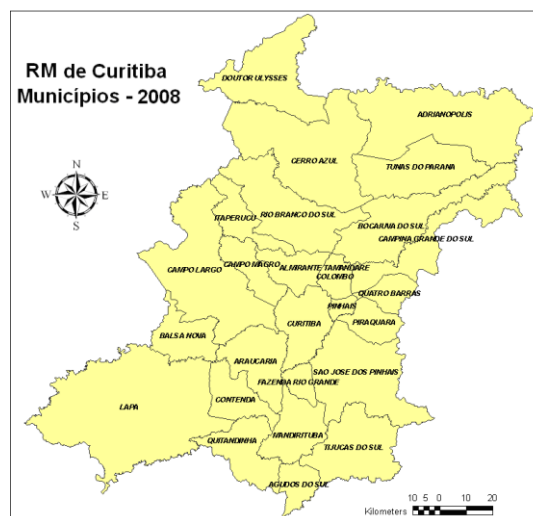 RM de Curitiba
Municípios - 2008
DOUTOR ULYSSES
ADRIANOPOLIS
CERRO AZUL
TUNAS DO PARANA
N
W E
S
ITAPERUCU
RIO BRANCO DO SUL
BOCAIUVA DO SUL
CAMPINA GRANDE DO SUL
CAMPO LARGO
CAMPO MAGRO
ALMIRANTE TAMANDARE
COLOMBO
QUATRO BARRAS
PINHAIS
CURITIBA
PIRAQUARA
BALSA NOVA
ARAUCARIA
SAO JOSE DOS PINHAIS
FAZENDA RIO GRANDE
LAPA
CONTENDA
QUITANDINHA
MANDIRITUBA
TIJUCAS DO SUL
AGUDOS DO SUL
10 5 0 10 20
Kilometers